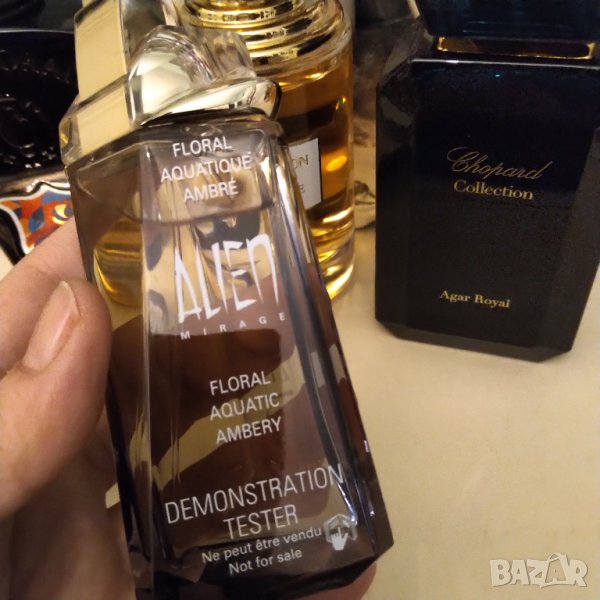 FLORAL
AQUATIQUE
AMBRÉ
ALIEN
MIRAGE
FLORAL
AQUATIC
AMBERY
DEMONSTRATION
TESTER
Ne peut être vendu
Not for sale
Chopard
Collection
Agar Royal
BAZAR